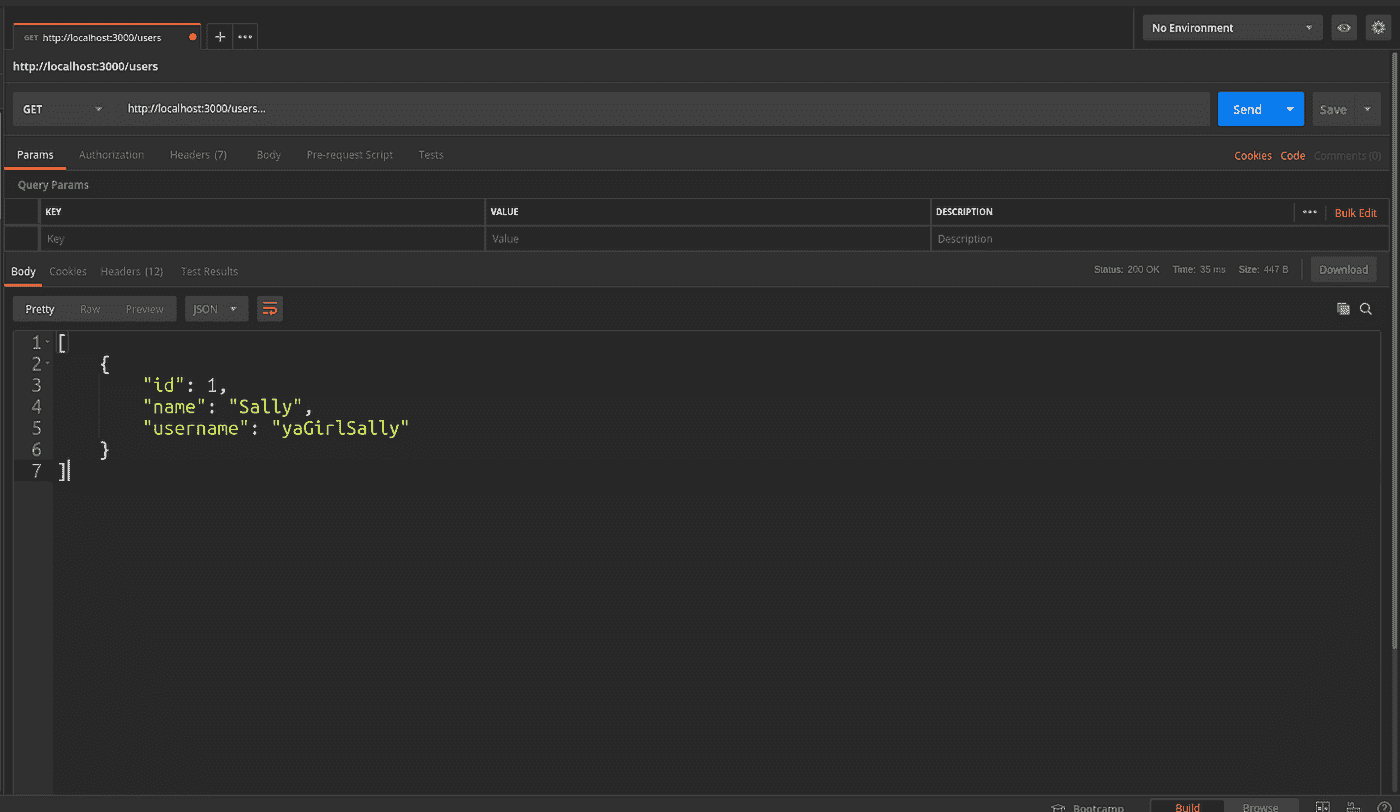 GET http://localhost:3000/users
No Environment
http://localhost:3000/users
GET http://localhost:3000/users... Send Save
Params Authorization Headers (7) Body Pre-request Script Tests Cookies Code Comments (0)
Query Params
KEY VALUE DESCRIPTION Bulk Edit
Key Value Description
Body Cookies Headers (12) Test Results Status: 200 OK Time: 35 ms Size: 447 B Download
Pretty Raw Preview JSON
1 [
2 {
3 "id": 1,
4 "name": "Sally",
5 "username": "yaGirlSally"
6 }
7 ]
Bootcamp Build Browse